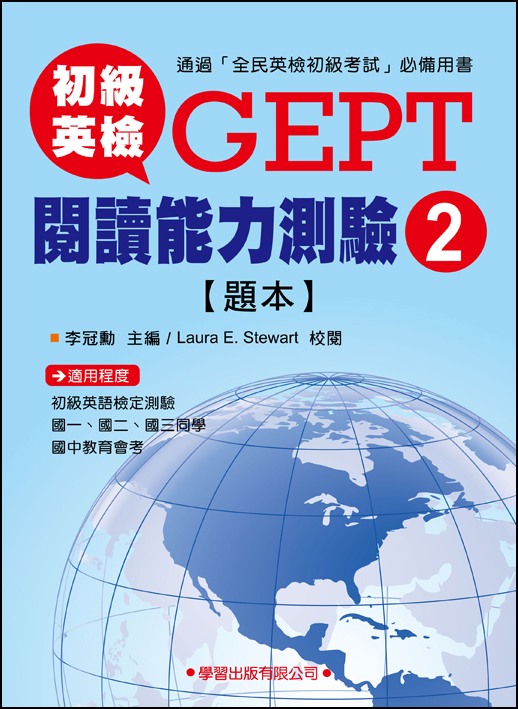 通過「全民英檢初級考試」必備用書
初級
英檢
GEPT
閱讀能力測驗 2
【題本】
■ 李冠勳 主編 / Laura E. Stewart 校閱
➔適用程度
初級英語檢定測驗
國一、國二、國三同學
國中教育會考
● 學習出版有限公司 ●